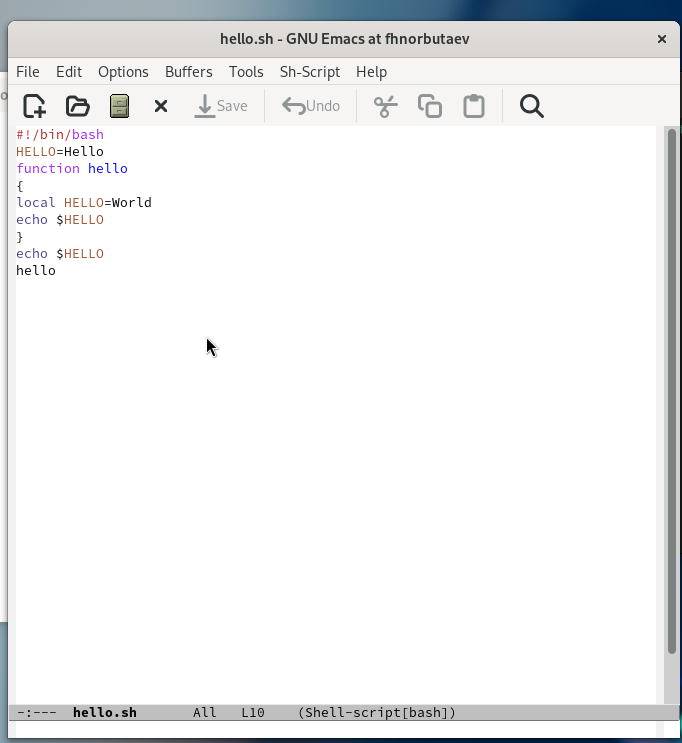 hello.sh - GNU Emacs at fhnorbutaev
File Edit Options Buffers Tools Sh-Script Help
Save Undo
#!/bin/bash
HELLO=Hello
function hello
{
local HELLO=World
echo $HELLO
}
echo $HELLO
hello
-:--- hello.sh All L10 (Shell-script[bash])